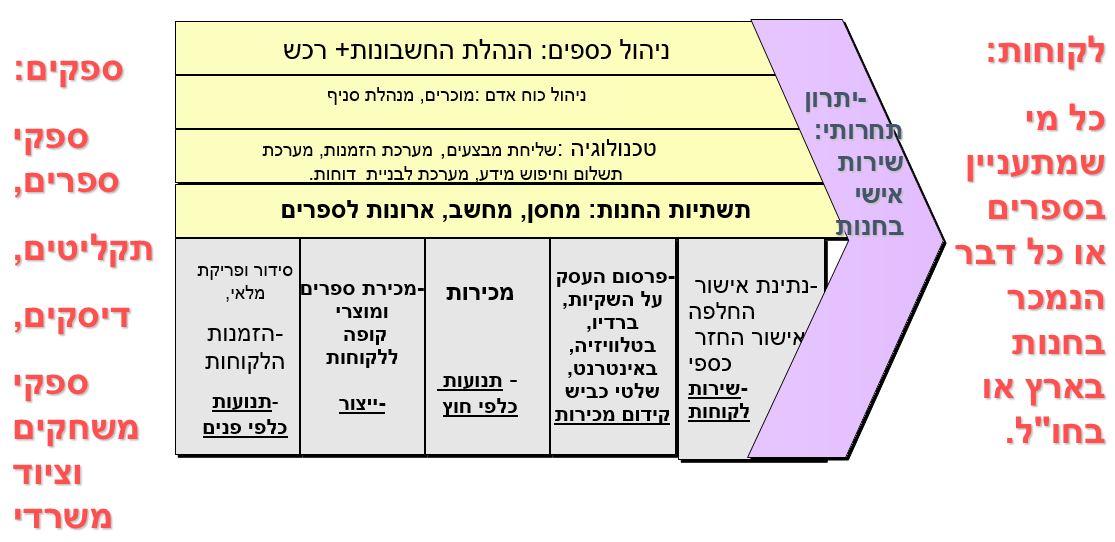 לקוחות:
כל מי
שמתעניין
בספרים
או כל דבר
הנמכר
בחנות
בארץ או
בחו"ל.
-יתרון
תחרותי:
שירות
אישי
בחנות
ניהול כספים: הנהלת החשבונות+ רכש
ניהול כוח אדם :מוכרים, מנהלת סניף
טכנולוגיה :שליחת מבצעים, מערכת הזמנות, מערכת
תשלום וחיפוש מידע, מערכת לבניית דוחות.
תשתיות החנות: מחסן, מחשב, ארונות לספרים
-נתינת אישור
החלפה
אישור החזר
כספי
-שירות
לקוחות
-פרסום העסק
על השקיות,
ברדיו,
בטלוויזיה,
באינטרנט,
שלטי כביש
קידום מכירות
מכירות
- תנועות
כלפי חוץ
-מכירת ספרים
ומוצרי
קופה
ללקוחות
-ייצור
סידור ופריקת
מלאי,
-הזמנות
הלקוחות
-תנועות
כלפי פנים
ספקים:
ספקי
ספרים,
תקליטים,
דיסקים,
ספקי
משחקים
וציוד
משרדי